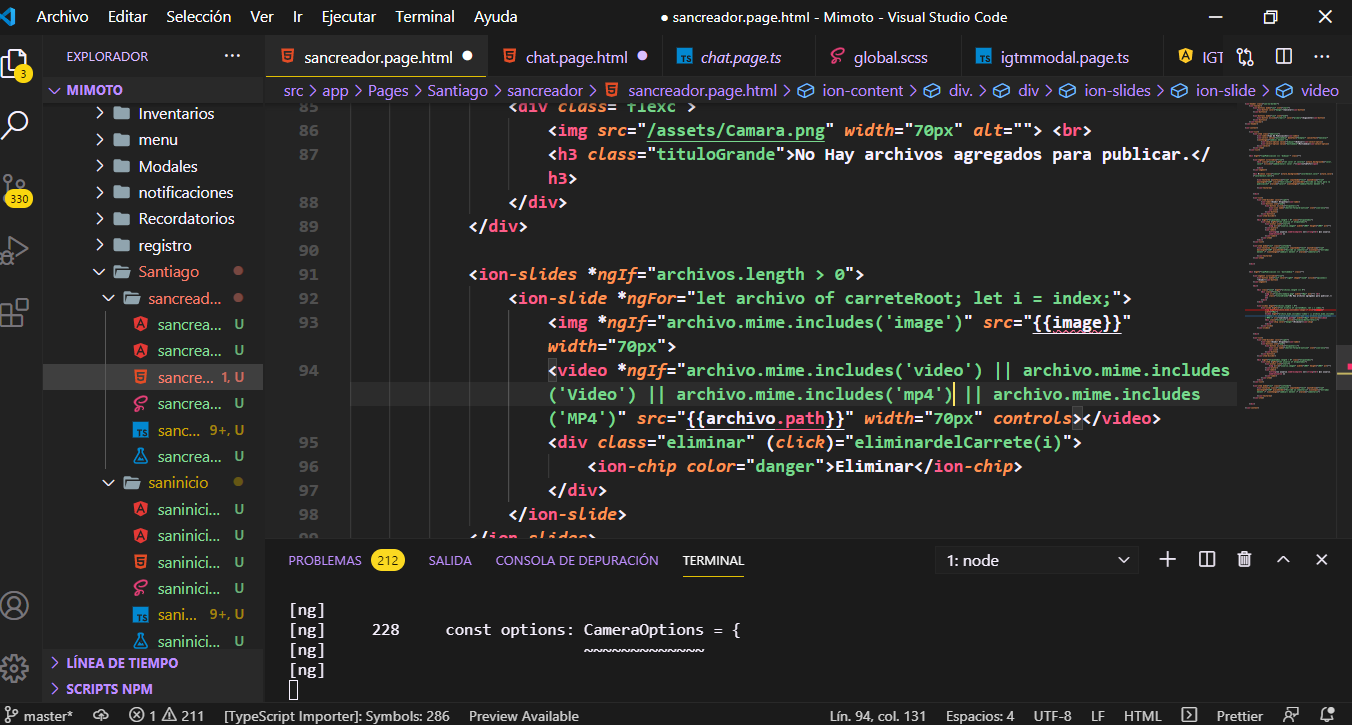 Archivo Editar Selección Ver Ir Ejecutar Terminal Ayuda
● sancreador.page.html - Mimoto - Visual Studio Code
EXPLORADOR ···
sancreador.page.html ●
chat.page.html ●
chat.page.ts
global.scss
igtmmodal.page.ts
IGT
···
3
330
MIMOTO
src > app > Pages > Santiago > sancreador > sancreador.page.html > ion-content > div. > div > ion-slides > ion-slide > video
Inventarios
menu
Modales
notificaciones
Recordatorios
registro
Santiago
sancread...
sancrea... U
sancrea... U
sancre... 1, U
sancrea... U
sanc... 9+, U
sancrea... U
saninicio
saninici... U
saninici... U
saninici... U
saninici... U
sani... 9+, U
saninici... U
LÍNEA DE TIEMPO
SCRIPTS NPM
85 <div class="flexc">
86 <img src="/assets/Camara.png" width="70px" alt=""> <br>
87 <h3 class="tituloGrande">No Hay archivos agregados para publicar.</
h3>
88 </div>
89 </div>
90
91 <ion-slides *ngIf="archivos.length > 0">
92 <ion-slide *ngFor="let archivo of carreteRoot; let i = index;">
93 <img *ngIf="archivo.mime.includes('image')" src="{{image}}"
width="70px">
94 <video *ngIf="archivo.mime.includes('video') || archivo.mime.includes
('Video') || archivo.mime.includes('mp4') || archivo.mime.includes
('MP4')" src="{{archivo.path}}" width="70px" controls></video>
95 <div class="eliminar" (click)="eliminardelCarrete(i)">
96 <ion-chip color="danger">Eliminar</ion-chip>
97 </div>
98 </ion-slide>
99 </ion-slides>
PROBLEMAS 212 SALIDA CONSOLA DE DEPURACIÓN TERMINAL
1: node
[ng]
[ng] 228 const options: CameraOptions = {
[ng] ~~~~~~~~~~~~~
[ng]
master* 1 211 [TypeScript Importer]: Symbols: 286 Preview Available
Lín. 94, col. 131 Espacios: 4 UTF-8 LF HTML Prettier